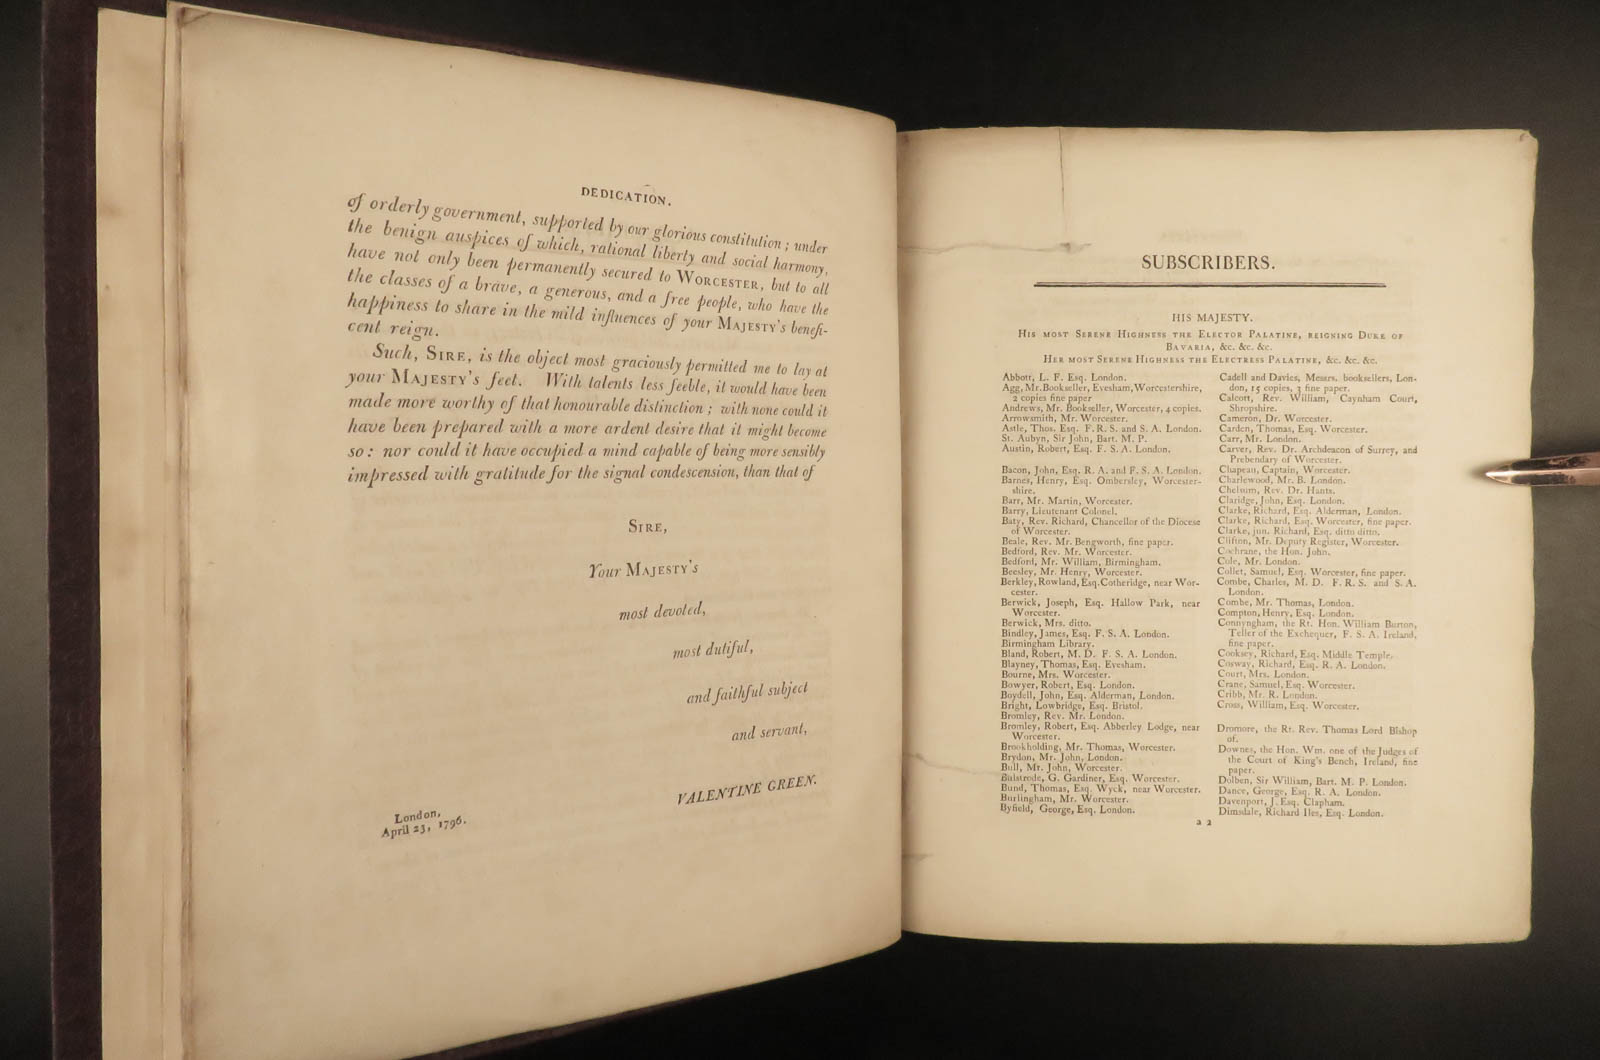 DEDICATION.
of orderly government, supported by our glorious constitution; under
the benign auspices of which, rational liberty and social harmony,
have not only been permanently secured to WORCESTER, but to all
the classes of a brave, a generous, and a free people, who have the
happiness to share in the mild influences of your MAJESTY's benefi-
cent reign.
Such, SIRE, is the object most graciously permitted me to lay at
your MAJESTY's feet. With talents less feeble, it would have been
made more worthy of that honourable distinction; with none could it
have been prepared with a more ardent desire that it might become
so: nor could it have occupied a mind capable of being more sensibly
impressed with gratitude for the signal condescension, than that of
SIRE,
Your MAJESTY's
most devoted,
most dutiful,
and faithful subject
and servant,
VALENTINE GREEN.
London,
April 23, 1796.
SUBSCRIBERS.
HIS MAJESTY.
HIS MOST SERENE HIGHNESS THE ELECTOR PALATINE, REIGNING DUKE OF
BAVARIA, &c. &c. &c.
HER MOST SERENE HIGHNESS THE ELECTRESS PALATINE, &c. &c. &c.
Abbott, L. F. Esq. London.
Agg, Mr. Bookseller, Evesham, Worcestershire,
2 copies fine paper
Andrews, Mr. Bookseller, Worcester, 4 copies.
Arrowsmith, Mr. Worcester.
Astle, Thos. Esq. F. R. S. and S. A. London.
St. Aubyn, Sir John, Bart. M. P.
Austin, Robert, Esq. F. S. A. London.
Bacon, John, Esq. R. A. and F. S. A. London.
Barnes, Henry, Esq. Ombersley, Worcester-
shire.
Barr, Mr. Martin, Worcester.
Barry, Lieutenant Colonel.
Baty, Rev. Richard, Chancellor of the Diocese
of Worcester.
Beale, Rev. Mr. Bengworth, fine paper.
Bedford, Rev. Mr. Worcester.
Bedford, Mr. William, Birmingham.
Beesley, Mr. Henry, Worcester.
Berkley, Rowland, Esq. Cotheridge, near Wor-
cester.
Berwick, Joseph, Esq. Hallow Park, near
Worcester.
Berwick, Mrs. ditto.
Bindley, James, Esq. F. S. A. London.
Birmingham Library.
Bland, Robert, M. D. F. S. A. London.
Blayney, Thomas, Esq. Evesham.
Bourne, Mrs. Worcester.
Bowyer, Robert, Esq. London.
Boydell, John, Esq. Alderman, London.
Bright, Lowbridge, Esq. Bristol.
Bromley, Rev. Mr. London.
Bromley, Robert, Esq. Abberley Lodge, near
Worcester.
Brookholding, Mr. Thomas, Worcester.
Brydon, Mr. John, London.
Bull, Mr. John, Worcester.
Bulstrode, G. Gardiner, Esq. Worcester.
Bund, Thomas, Esq. Wyck, near Worcester.
Burlingham, Mr. Worcester.
Byfield, George, Esq. London.
Cadell and Davies, Messrs. booksellers, Lon-
don, 15 copies, 3 fine paper.
Calcott, Rev. William, Caynham Court,
Shropshire.
Cameron, Dr. Worcester.
Carden, Thomas, Esq. Worcester.
Carr, Mr. London.
Carver, Rev. Dr. Archdeacon of Surrey, and
Prebendary of Worcester.
Chapeau, Captain, Worcester.
Charlewood, Mr. B. London.
Chelsum, Rev. Dr. Hants.
Claridge, John, Esq. London.
Clarke, Richard, Esq. Alderman, London.
Clarke, Richard, Esq. Worcester, fine paper.
Clarke, jun. Richard, Esq. ditto ditto.
Clifton, Mr. Deputy Register, Worcester.
Cochrane, the Hon. John.
Cole, Mr. London.
Collet, Samuel, Esq. Worcester, fine paper.
Combe, Charles, M. D. F. R. S. and S. A.
London.
Combe, Mr. Thomas, London.
Compton, Henry, Esq. London.
Connyngham, the Rt. Hon. William Burton,
Teller of the Exchequer, F. S. A. Ireland,
fine paper.
Cooksey, Richard, Esq. Middle Temple.
Cosway, Richard, Esq. R. A. London.
Court, Mrs. London.
Crane, Samuel, Esq. Worcester.
Cribb, Mr. R. London.
Cross, William, Esq. Worcester.
Dromore, the Rt. Rev. Thomas Lord Bishop
of.
Downes, the Hon. Wm. one of the Judges of
the Court of King's Bench, Ireland, fine
paper.
Dolben, Sir William, Bart. M. P. London.
Dance, George, Esq. R. A. London.
Davenport, J. Esq. Clapham.
Dimsdale, Richard Iles, Esq. London.
a 2